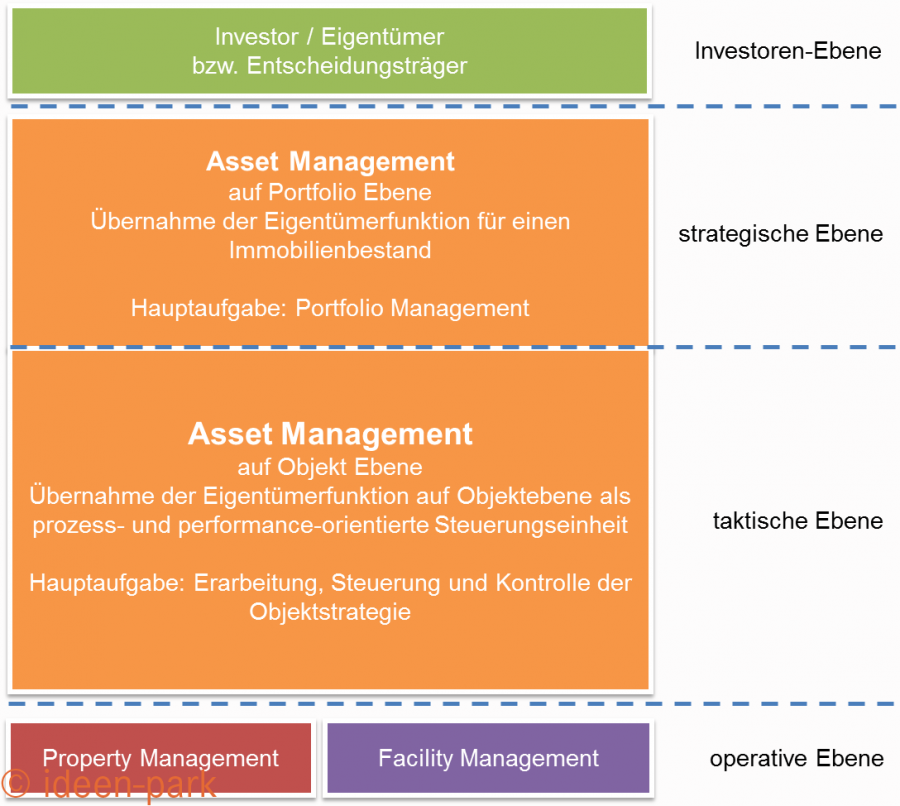 Investor / Eigentümer
bzw. Entscheidungsträger
Investoren-Ebene
Asset Management
auf Portfolio Ebene
Übernahme der Eigentümerfunktion für einen
Immobilienbestand
Hauptaufgabe: Portfolio Management
strategische Ebene
Asset Management
auf Objekt Ebene
Übernahme der Eigentümerfunktion auf Objektebene als
prozess- und performance-orientierte Steuerungseinheit
Hauptaufgabe: Erarbeitung, Steuerung und Kontrolle der
Objektstrategie
taktische Ebene
Property Management
Facility Management
operative Ebene
© ideen-park